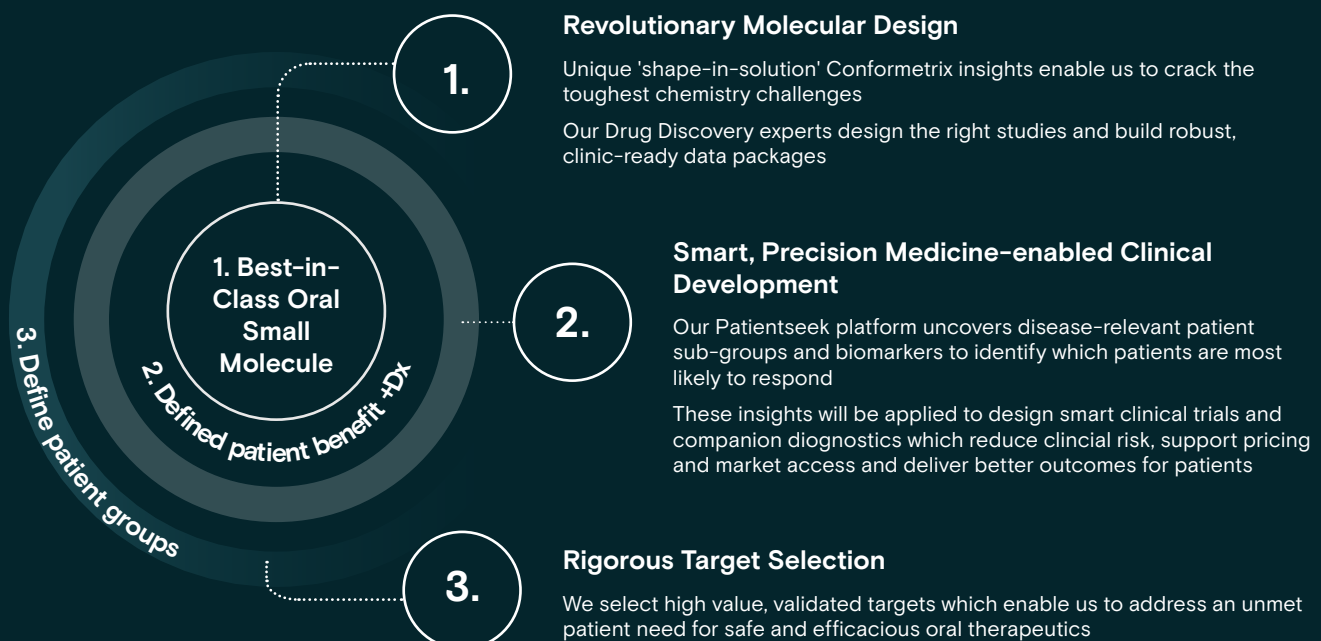 1.
Revolutionary Molecular Design
Unique 'shape-in-solution' Conformetrix insights enable us to crack the
toughest chemistry challenges
Our Drug Discovery experts design the right studies and build robust,
clinic-ready data packages
1. Best-in-
Class Oral
Small
Molecule
2. Defined patient benefit +Dx
3. Define patient groups
2.
Smart, Precision Medicine-enabled Clinical
Development
Our Patientseek platform uncovers disease-relevant patient
sub-groups and biomarkers to identify which patients are most
likely to respond
These insights will be applied to design smart clinical trials and
companion diognostics which reduce clincial risk, support pricing
and market access and deliver better outcomes for patients
3.
Rigorous Target Selection
We select high value, validated targets which enable us to address an unmet
patient need for safe and efficacious oral therapeutics